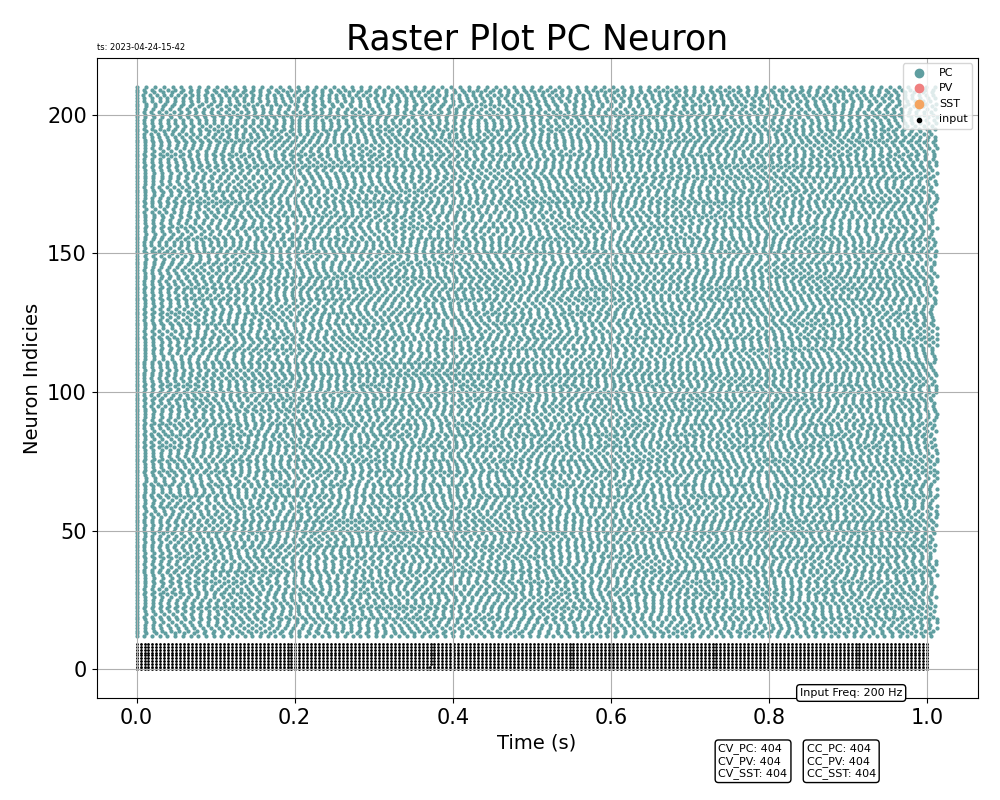 Raster Plot PC Neuron
ts: 2023-04-24-15-42
PC
PV
SST
input
200
150
100
50
0
Neuron Indicies
0.0 0.2 0.4 0.6 0.8 1.0
Time (s)
Input Freq: 200 Hz
CV_PC: 404
CV_PV: 404
CV_SST: 404
CC_PC: 404
CC_PV: 404
CC_SST: 404